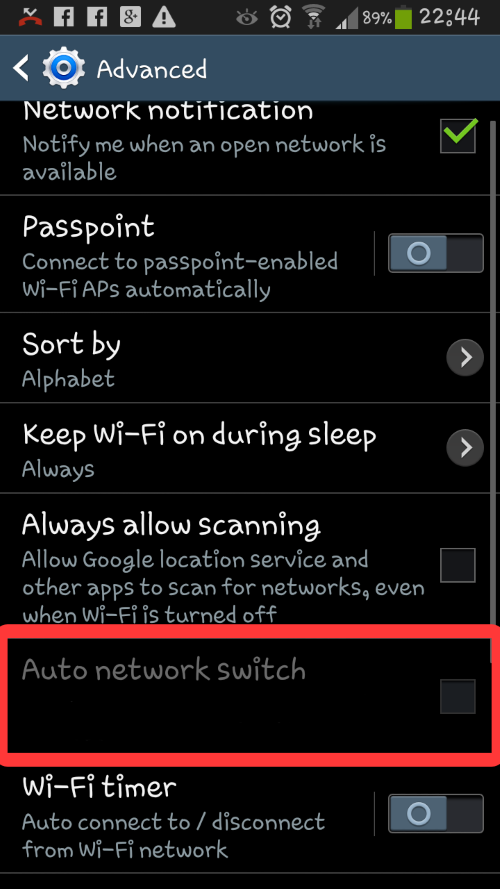 89% 22:44
Advanced
Network notification
Notify me when an open network is
available
Passpoint
Connect to passpoint-enabled
Wi-Fi APs automatically
Sort by
Alphabet
Keep Wi-Fi on during sleep
Always
Always allow scanning
Allow Google location service and
other apps to scan for networks, even
when Wi-Fi is turned off
Auto network switch
Wi-Fi timer
Auto connect to / disconnect
from Wi-Fi network